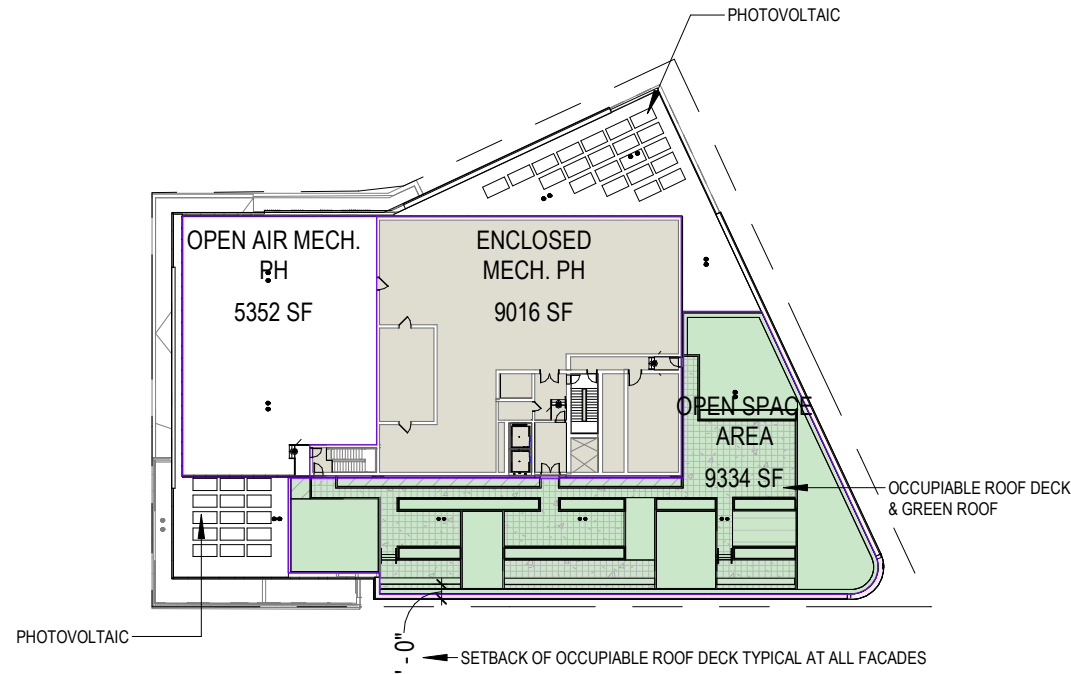 PHOTOVOLTAIC
OPEN AIR MECH.
PH
5352 SF
ENCLOSED
MECH. PH
9016 SF
OPEN SPACE
AREA
9334 SF
OCCUPIABLE ROOF DECK
& GREEN ROOF
PHOTOVOLTAIC
- 0"
SETBACK OF OCCUPIABLE ROOF DECK TYPICAL AT ALL FACADES